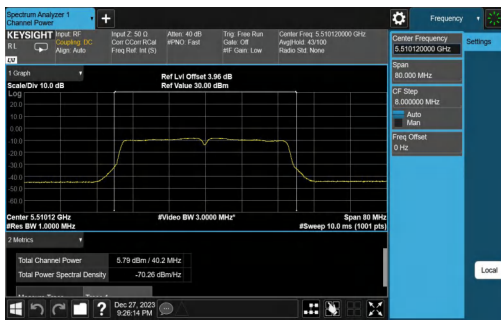 Spectrum Analyzer 1
Channel Power
Frequency
KEYSIGHT
Input: RF
Coupling: DC
Align: Auto
Input Z: 50 Ω
Corr CCorr RCal
Freq Ref: Int (S)
Atten: 40 dB
#PNO: Fast
Trig: Free Run
Gate: Off
#IF Gain: Low
Center Freq: 5.510120000 GHz
Avg|Hold: 43/100
Radio Std: None
RL
LVI
Center Frequency
5.510120000 GHz
Settings
Span
80.000 MHz
CF Step
8.000000 MHz
Auto
Man
Freq Offset
0 Hz
Local
1 Graph
Scale/Div 10.0 dB
Ref Lvl Offset 3.96 dB
Ref Value 30.00 dBm
Log
20.0
10.0
0.00
-10.0
-20.0
-30.0
-40.0
-50.0
-60.0
Center 5.51012 GHz
#Res BW 1.0000 MHz
#Video BW 3.0000 MHz*
Span 80 MHz
#Sweep 10.0 ms (1001 pts)
2 Metrics
Total Channel Power
5.79 dBm / 40.2 MHz
Total Power Spectral Density
-70.26 dBm/Hz
?
Dec 27, 2023
9:26:14 PM